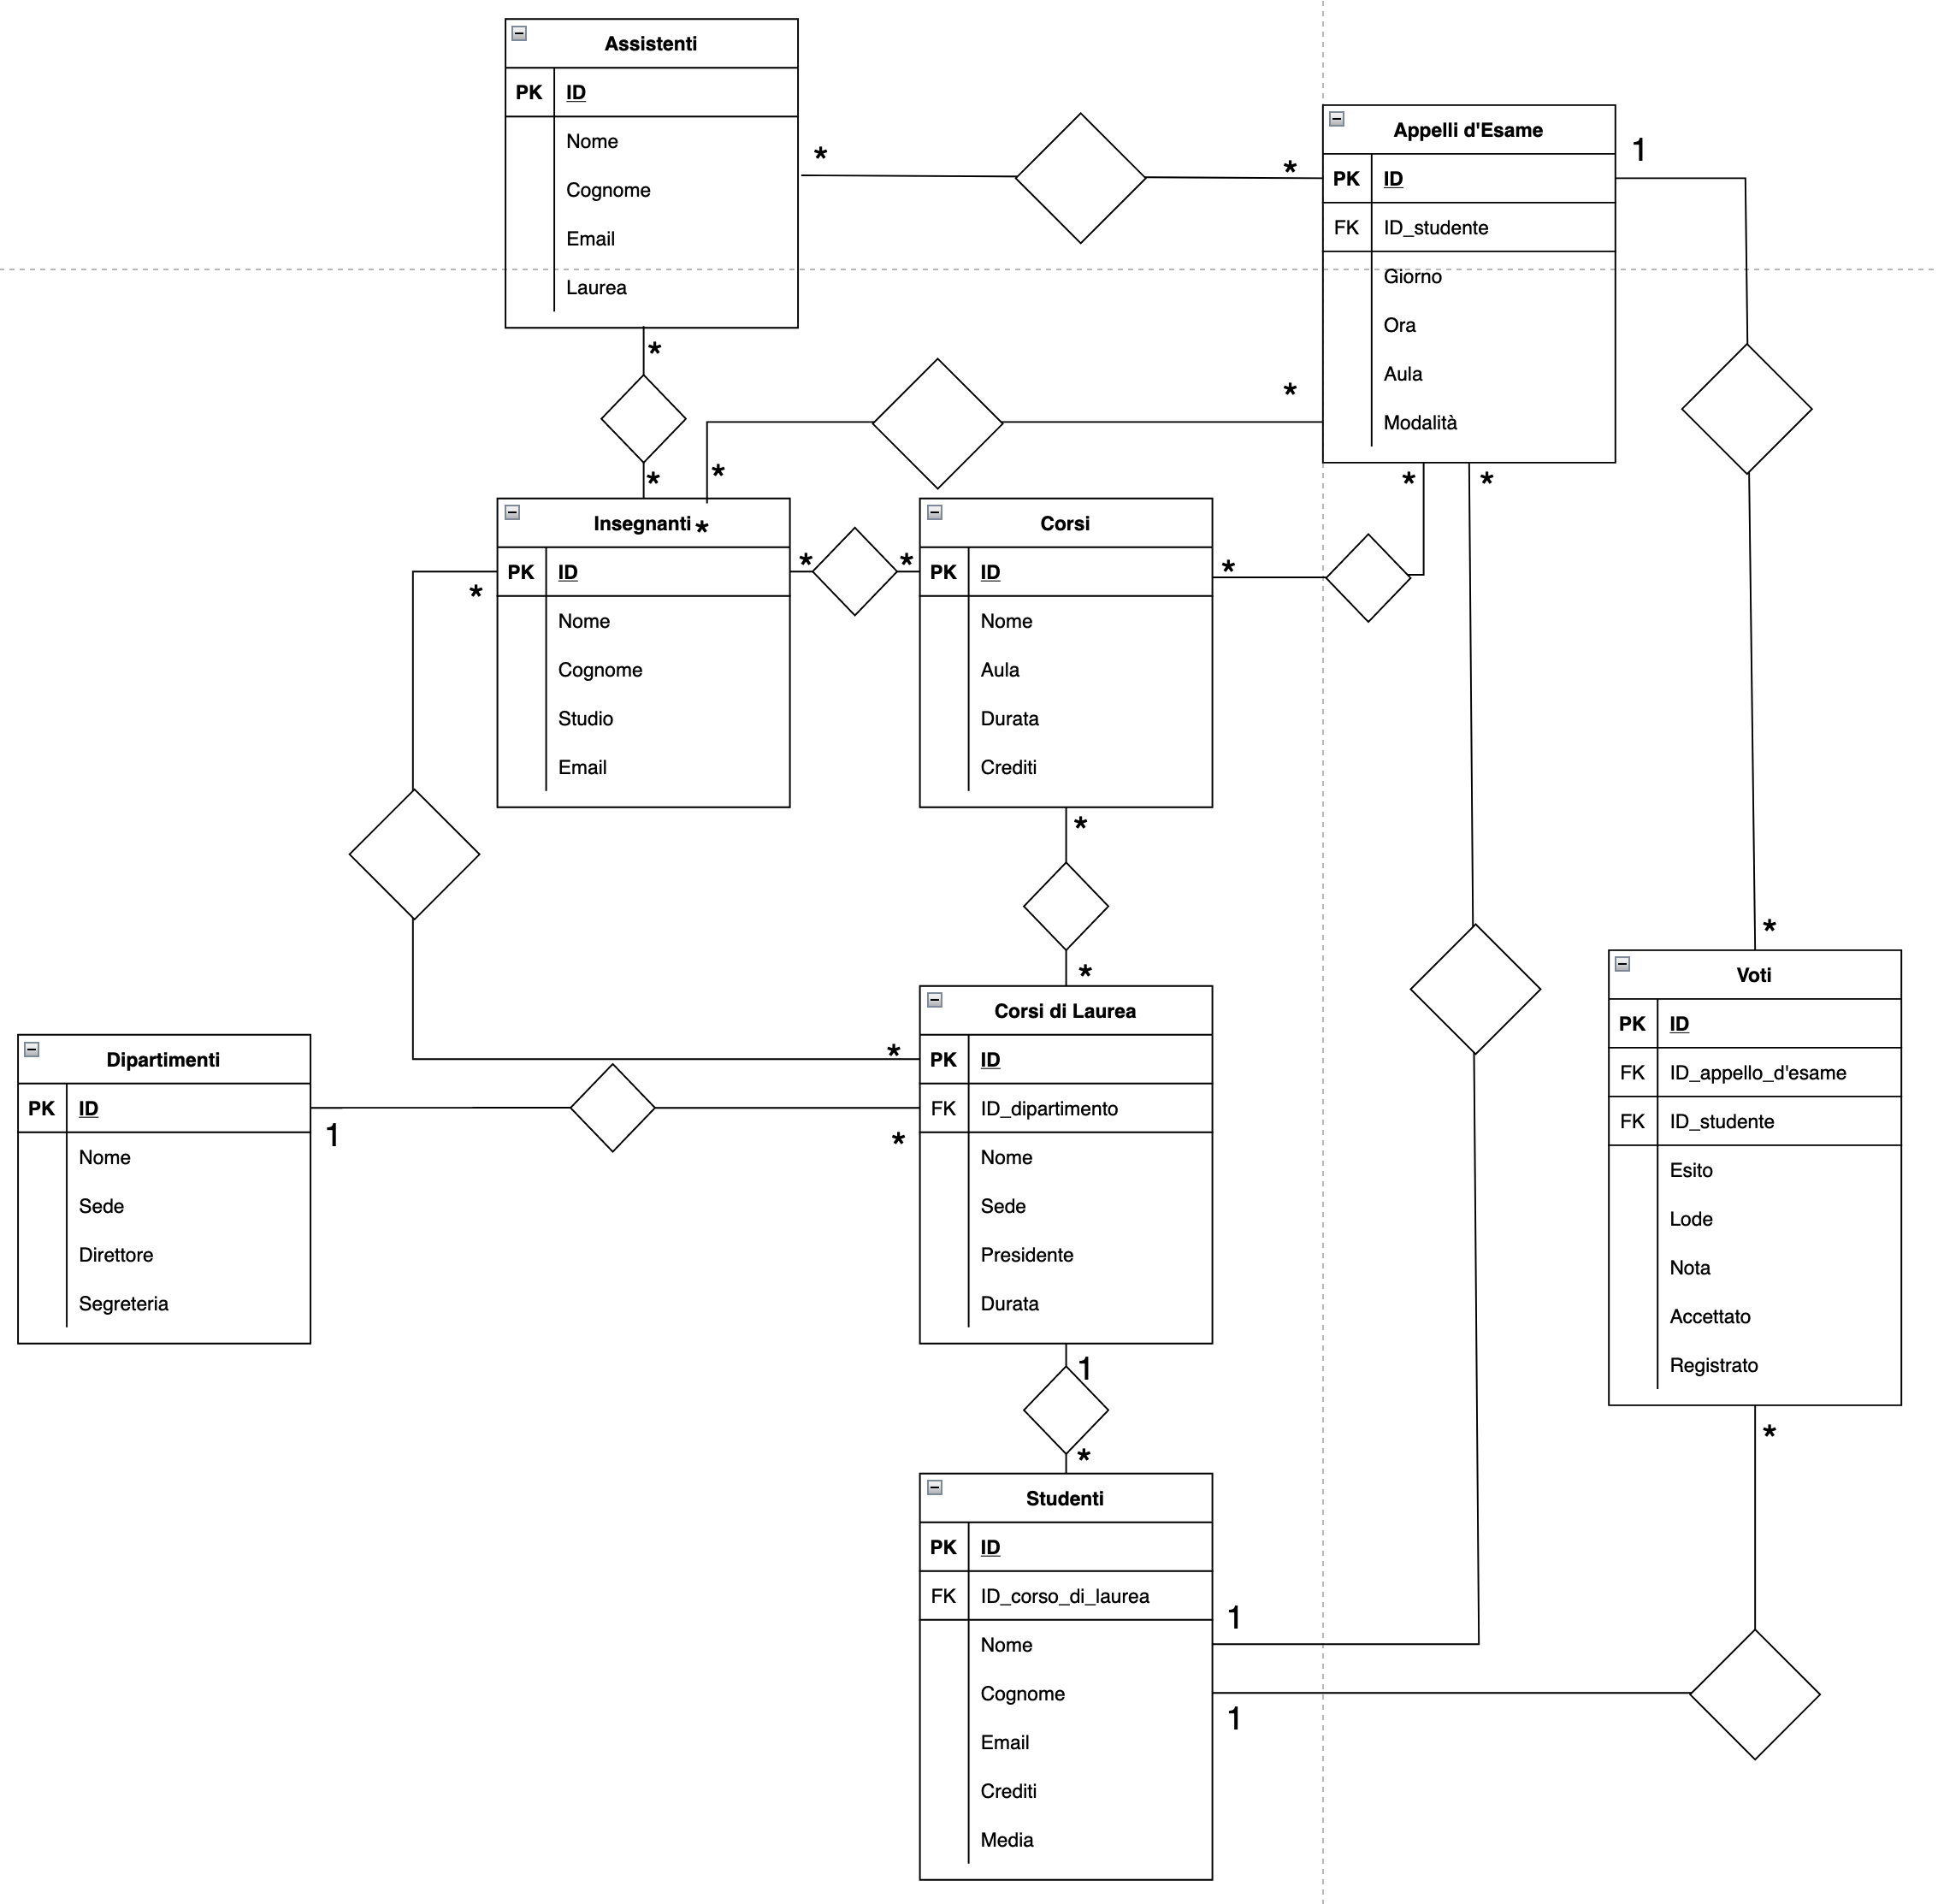 Assistenti
PK ID
Nome
Cognome
Email
Laurea
*
*
Appelli d'Esame
PK ID
FK ID_studente
Giorno
Ora
Aula
Modalità
1
*
*
*
*
*
*
Insegnanti *
PK ID
Nome
Cognome
Studio
Email
*
*
*
Corsi
PK ID
Nome
Aula
Durata
Crediti
*
*
*
*
Corsi di Laurea
PK ID
FK ID_dipartimento
Nome
Sede
Presidente
Durata
*
*
Dipartimenti
PK ID
Nome
Sede
Direttore
Segreteria
1
*
Voti
PK ID
FK ID_appello_d'esame
FK ID_studente
Esito
Lode
Nota
Accettato
Registrato
*
1
*
Studenti
PK ID
FK ID_corso_di_laurea
Nome
Cognome
Email
Crediti
Media
1
1